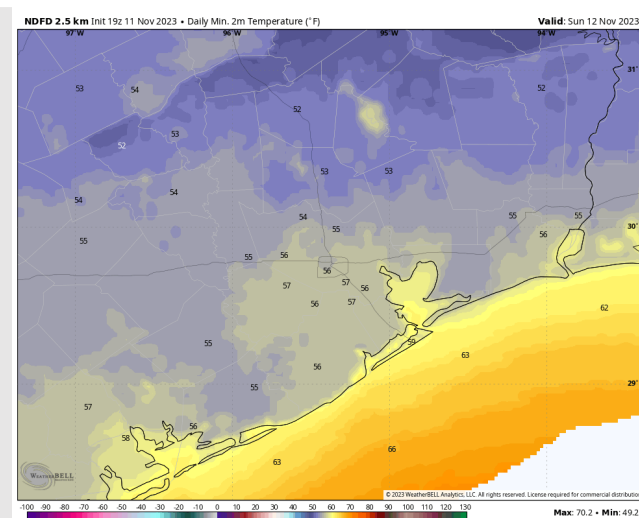 NDFD 2.5 km Init 19z 11 Nov 2023 • Daily Min. 2m Temperature (°F) Valid: Sun 12 Nov 2023
97°W 96°W 95°W 94°W
31°
53 54 52 52
53
52
53 53
54 54
54 55 55 55
30°
55 55 56 56
56
57 57 56
56 57
62
55 59
63
56
55
29°
57
56
58
63 66
WEATHERBELL
© 2023 WeatherBELL Analytics, LLC. All rights reserved. License required for commercial distribution
-100 -90 -80 -70 -60 -50 -40 -30 -20 -10 0 10 20 30 40 50 60 70 80 90 100 110 120 130
Max: 70.2 • Min: 49.2